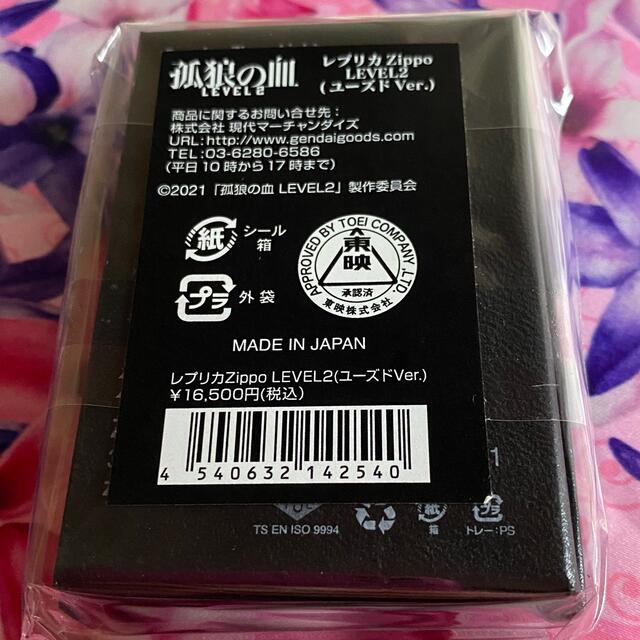 孤狼の血
LEVEL2
レプリカ Zippo
LEVEL2
(ユーズド Ver.)
商品に関するお問い合せ先：
株式会社 現代マーチャンダイズ
URL:http://www.gendaigoods.com
TEL:03-6280-6586
(平日10時から17時まで)
©2021「孤狼の血 LEVEL2」製作委員会
紙 シール
箱
プラ 外 袋
APPROVED BY TOEI COMPANY, LTD.
東映
承認済
東映株式会社
MADE IN JAPAN
レプリカZippo LEVEL2(ユーズドVer.)
￥16,500円(税込)
4 540632 142540
1
TS EN ISO 9994
紙
箱
プラ
トレー：PS